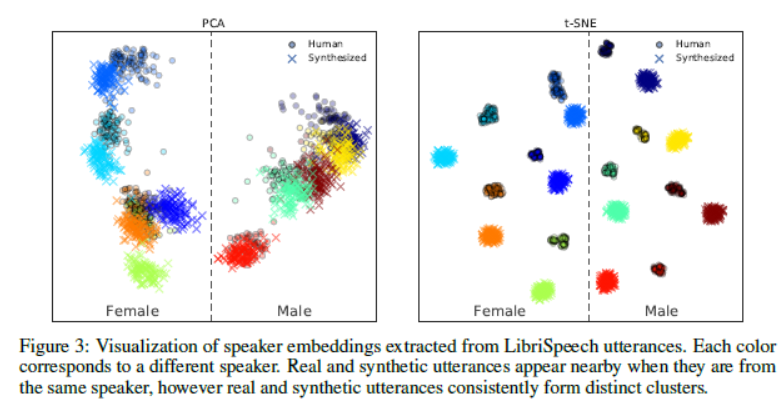 PCA
Human
Synthesized
Female
Male
t-SNE
Human
Synthesized
Female
Male
Figure 3: Visualization of speaker embeddings extracted from LibriSpeech utterances. Each color
corresponds to a different speaker. Real and synthetic utterances appear nearby when they are from
the same speaker, however real and synthetic utterances consistently form distinct clusters.